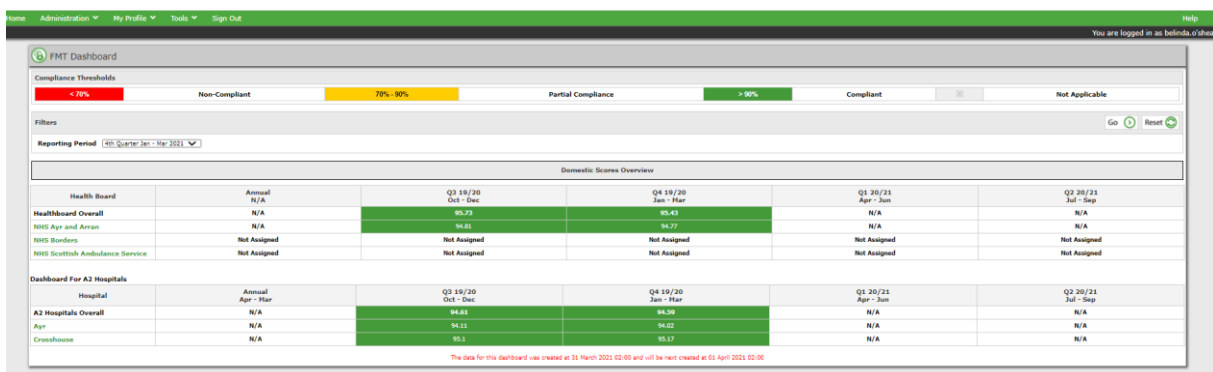 Home Administration My Profile Tools Sign Out Help
You are logged in as belinda.o'shea
FMT Dashboard
Compliance Thresholds
< 70% Non-Compliant 70% - 90% Partial Compliance > 90% Compliant Not Applicable
Filters Go Reset
Reporting Period 4th Quarter Jan - Mar 2021
Domestic Scores Overview
Health Board Annual N/A Q3 19/20 Oct - Dec Q4 19/20 Jan - Mar Q1 20/21 Apr - Jun Q2 20/21 Jul - Sep
Healthboard Overall N/A 95.73 95.43 N/A N/A
NHS Ayr and Arran N/A 94.81 94.77 N/A N/A
NHS Borders Not Assigned Not Assigned Not Assigned Not Assigned Not Assigned
NHS Scottish Ambulance Service Not Assigned Not Assigned Not Assigned Not Assigned Not Assigned
Dashboard For A2 Hospitals
Hospital Annual Apr - Mar Q3 19/20 Oct - Dec Q4 19/20 Jan - Mar Q1 20/21 Apr - Jun Q2 20/21 Jul - Sep
A2 Hospitals Overall N/A 94.61 94.59 N/A N/A
Ayr N/A 94.11 94.02 N/A N/A
Crosshouse N/A 95.1 95.17 N/A N/A
The data for this dashboard was created at 31 March 2021 02:00 and will be next created at 01 April 2021 02:00